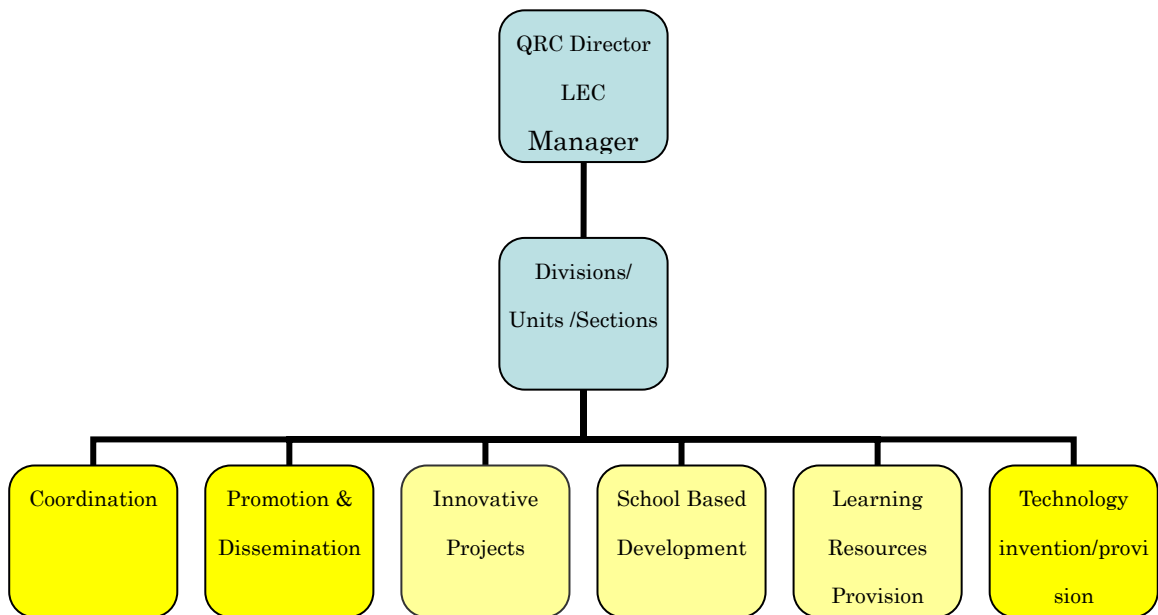 QRC Director
LEC
Manager
Divisions/
Units /Sections
Coordination
Promotion &
Dissemination
Innovative
Projects
School Based
Development
Learning
Resources
Provision
Technology
invention/provi
sion